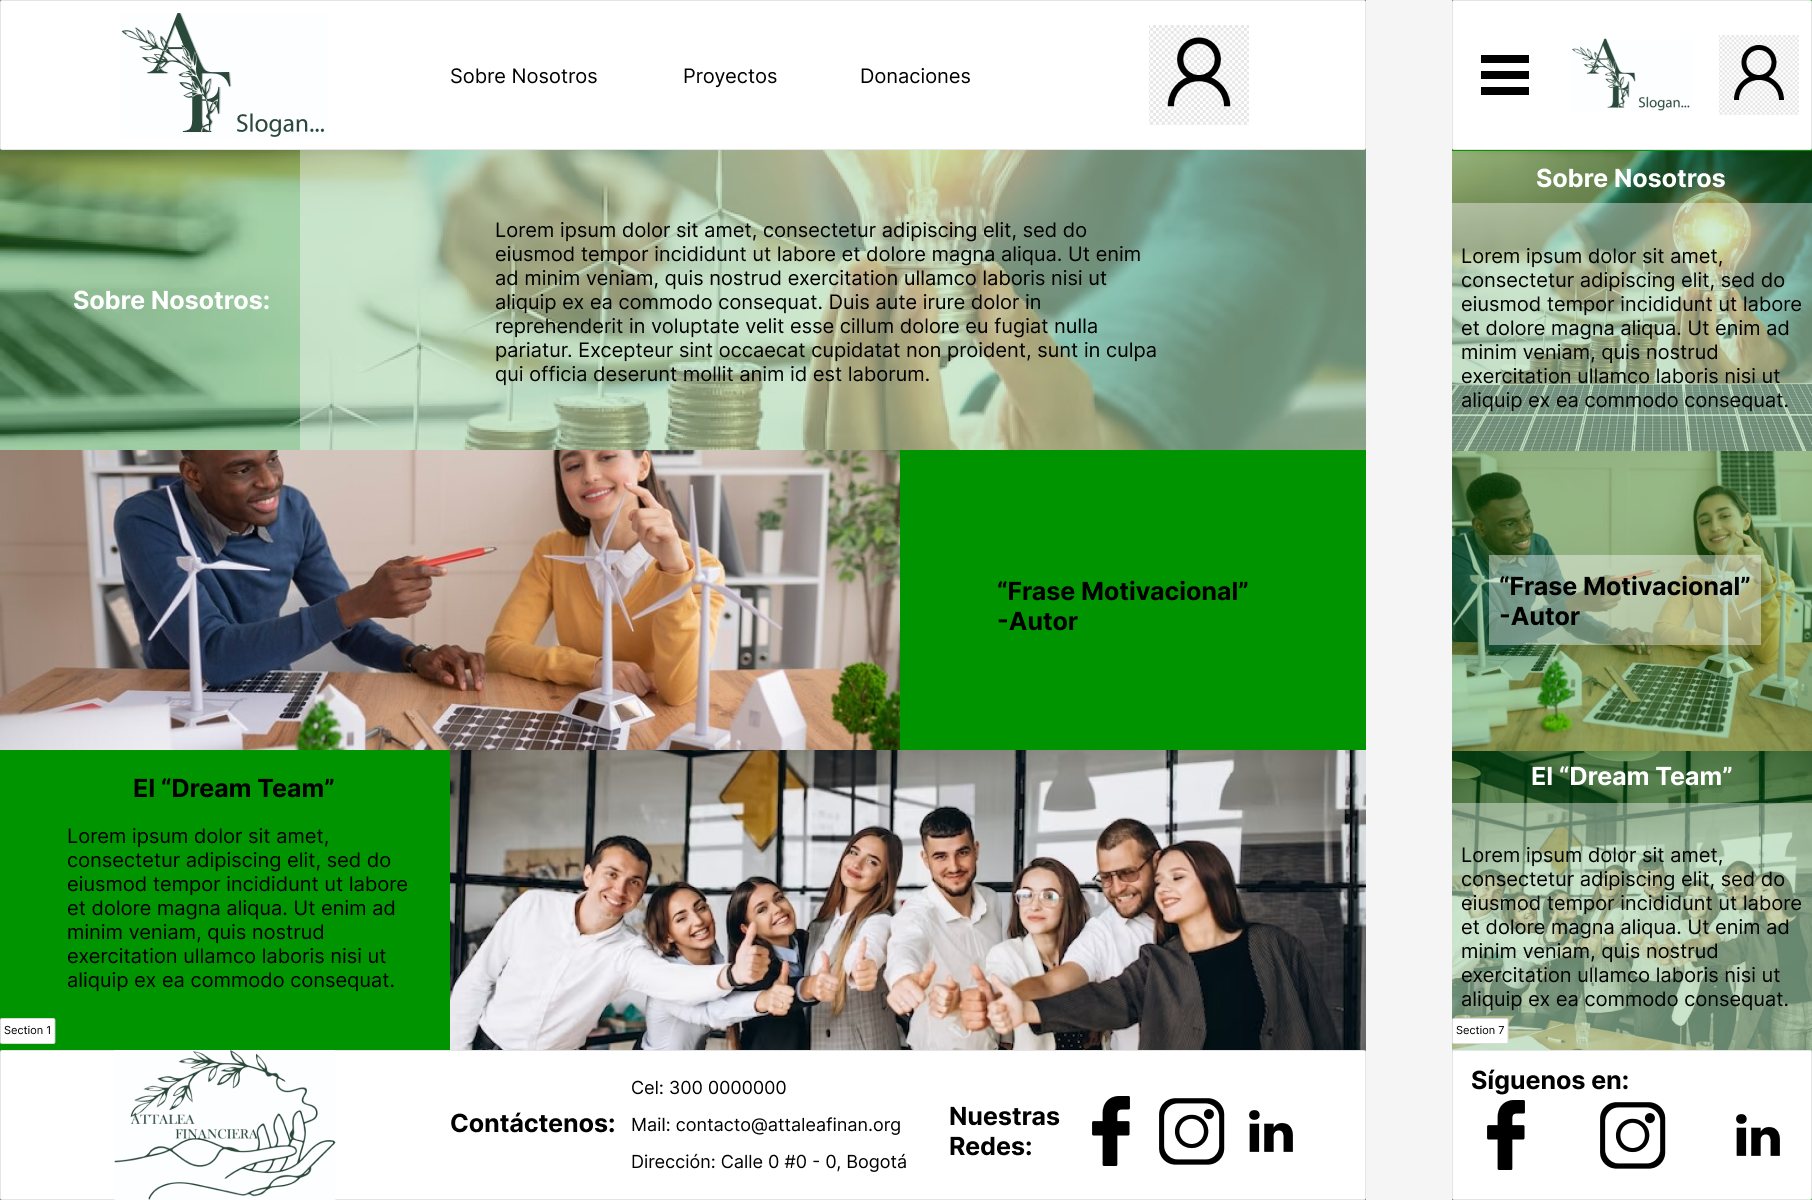 AF
Slogan...
Sobre Nosotros
Proyectos
Donaciones
Sobre Nosotros:
Lorem ipsum dolor sit amet, consectetur adipiscing elit, sed do
eiusmod tempor incididunt ut labore et dolore magna aliqua. Ut enim
ad minim veniam, quis nostrud exercitation ullamco laboris nisi ut
aliquip ex ea commodo consequat. Duis aute irure dolor in
reprehenderit in voluptate velit esse cillum dolore eu fugiat nulla
pariatur. Excepteur sint occaecat cupidatat non proident, sunt in culpa
qui officia deserunt mollit anim id est laborum.
“Frase Motivacional”
-Autor
El “Dream Team”
Lorem ipsum dolor sit amet,
consectetur adipiscing elit, sed do
eiusmod tempor incididunt ut labore
et dolore magna aliqua. Ut enim ad
minim veniam, quis nostrud
exercitation ullamco laboris nisi ut
aliquip ex ea commodo consequat.
Section 1
ATTALEA
FINANCIERA
Contáctenos:
Cel: 300 0000000
Mail: contacto@attaleafinan.org
Dirección: Calle 0 #0 - 0, Bogotá
Nuestras
Redes:
in
AF
Slogan...
Sobre Nosotros
Lorem ipsum dolor sit amet,
consectetur adipiscing elit, sed do
eiusmod tempor incididunt ut labore
et dolore magna aliqua. Ut enim ad
minim veniam, quis nostrud
exercitation ullamco laboris nisi ut
aliquip ex ea commodo consequat.
“Frase Motivacional”
-Autor
El “Dream Team”
Lorem ipsum dolor sit amet,
consectetur adipiscing elit, sed do
eiusmod tempor incididunt ut labore
et dolore magna aliqua. Ut enim ad
minim veniam, quis nostrud
exercitation ullamco laboris nisi ut
aliquip ex ea commodo consequat.
Section 7
Síguenos en:
in